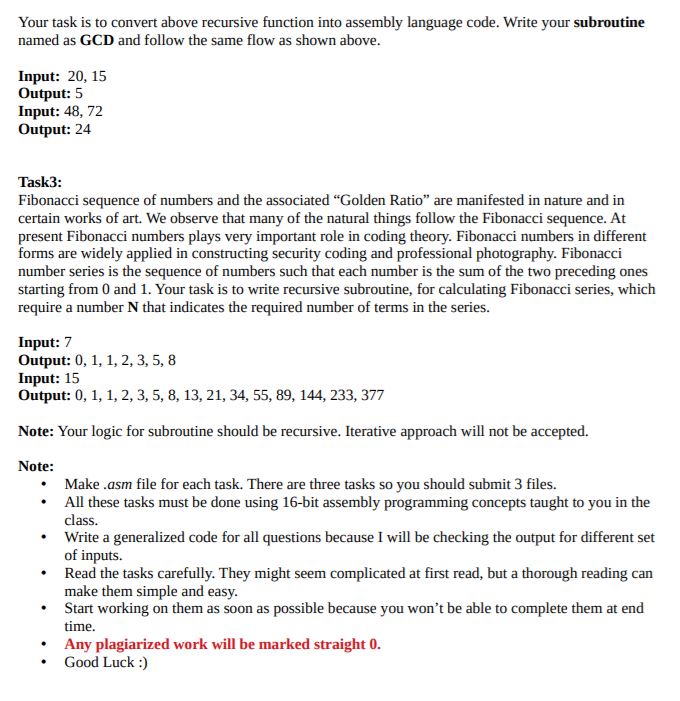 Your task is to convert above recursive function into assembly language code. Write your subroutine
named as GCD and follow the same flow as shown above.
Input: 20, 15
Output: 5
Input: 48, 72
Output: 24
Task3:
Fibonacci sequence of numbers and the associated “Golden Ratio” are manifested in nature and in
certain works of art. We observe that many of the natural things follow the Fibonacci sequence. At
present Fibonacci numbers plays very important role in coding theory. Fibonacci numbers in different
forms are widely applied in constructing security coding and professional photography. Fibonacci
number series is the sequence of numbers such that each number is the sum of the two preceding ones
starting from 0 and 1. Your task is to write recursive subroutine, for calculating Fibonacci series, which
require a number N that indicates the required number of terms in the series.
Input: 7
Output: 0, 1, 1, 2, 3, 5, 8
Input: 15
Output: 0, 1, 1, 2, 3, 5, 8, 13, 21, 34, 55, 89, 144, 233, 377
Note: Your logic for subroutine should be recursive. Iterative approach will not be accepted.
Note:
• Make .asm file for each task. There are three tasks so you should submit 3 files.
• All these tasks must be done using 16-bit assembly programming concepts taught to you in the
class.
• Write a generalized code for all questions because I will be checking the output for different set
of inputs.
• Read the tasks carefully. They might seem complicated at first read, but a thorough reading can
make them simple and easy.
• Start working on them as soon as possible because you won’t be able to complete them at end
time.
• Any plagiarized work will be marked straight 0.
• Good Luck :)